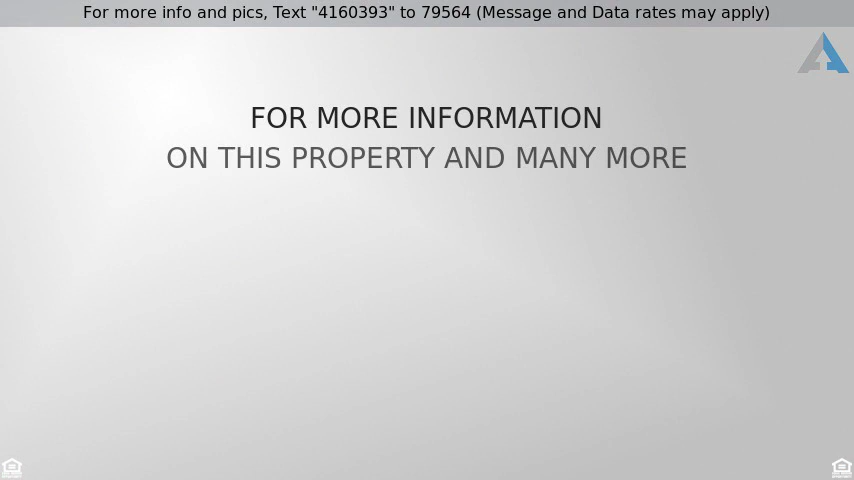 For more info and pics, Text "4160393" to 79564 (Message and Data rates may apply)
FOR MORE INFORMATION
ON THIS PROPERTY AND MANY MORE